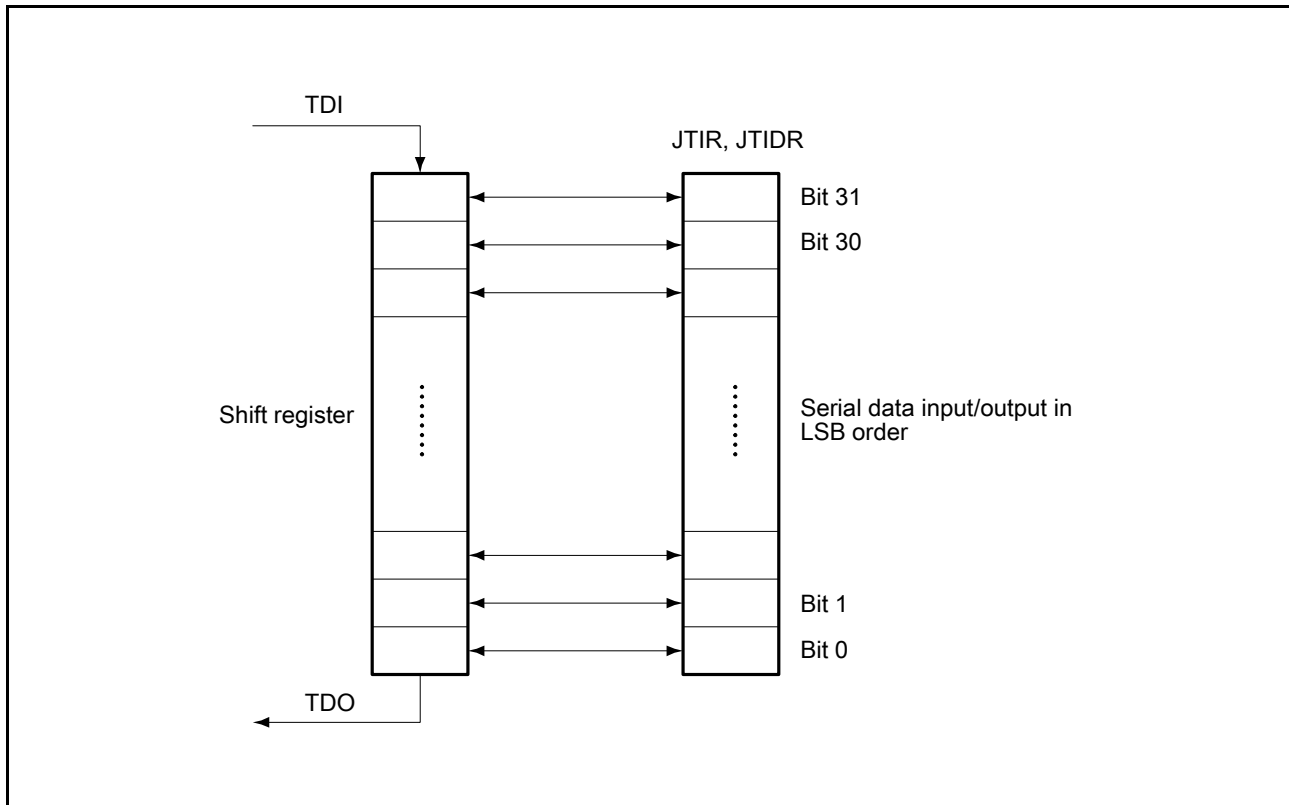 TDI
JTIR, JTIDR
Bit 31
Bit 30
Shift register
Serial data input/output in
LSB order
Bit 1
Bit 0
TDO